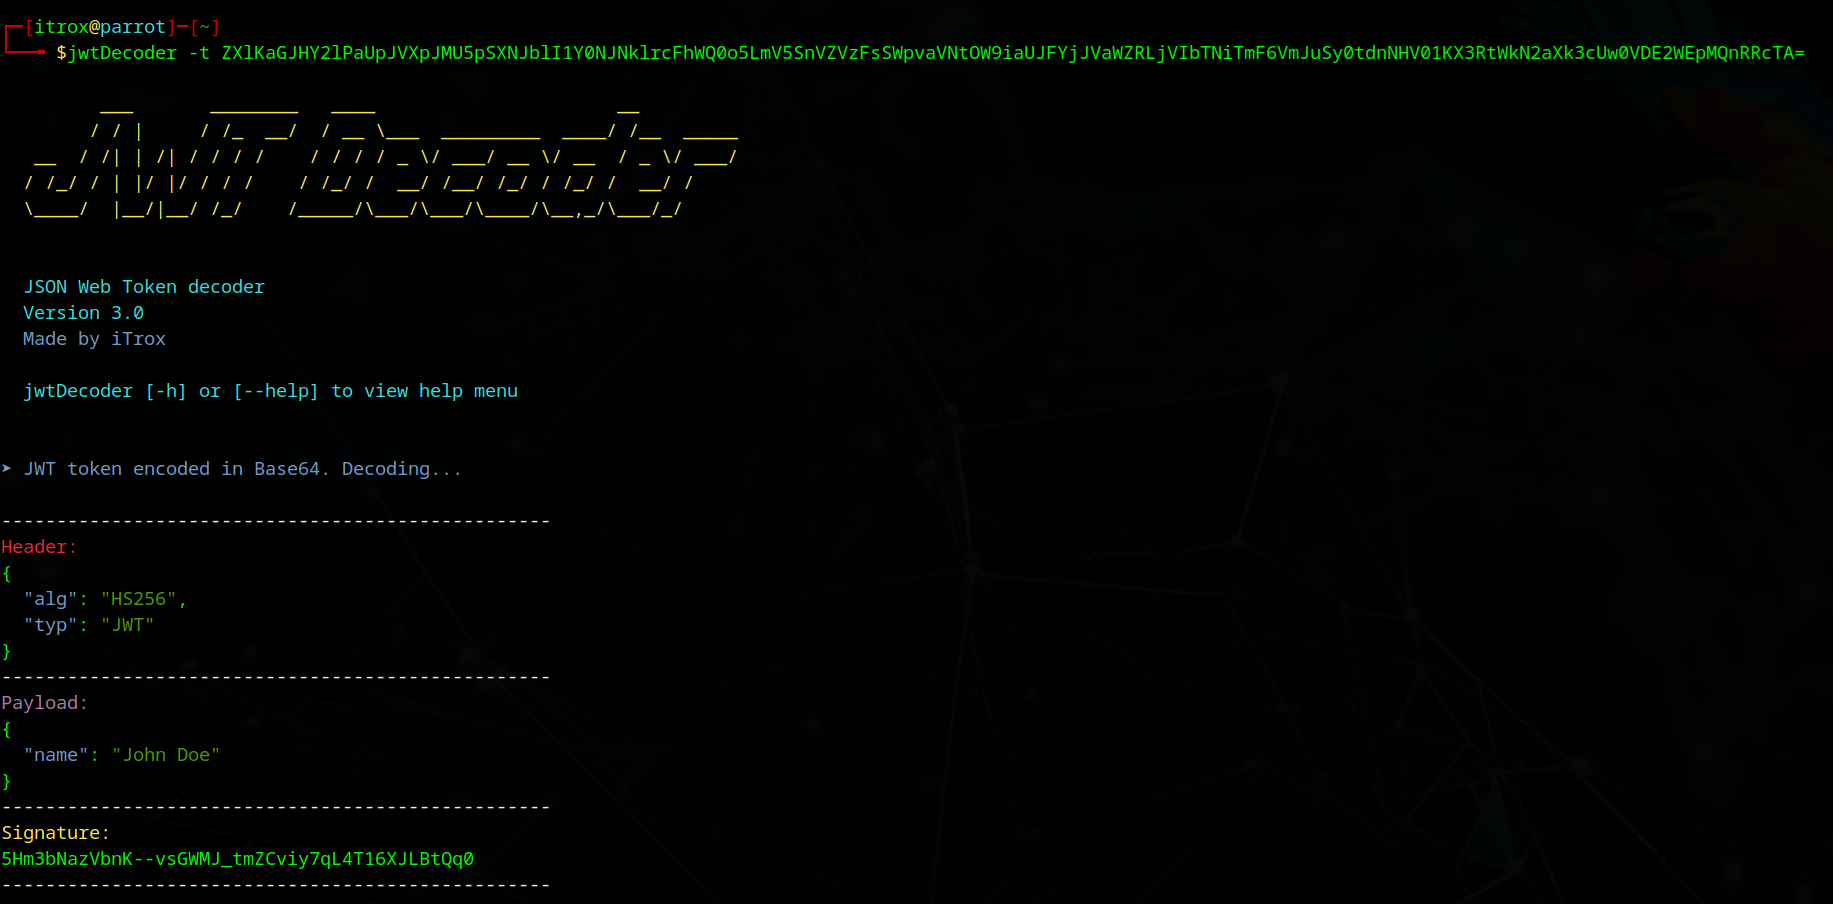 ┌─[itrox@parrot]─[~]
└──╼ $jwtDecoder -t ZXlKaGJHY2lPaUpJVXpJMU5pSXNJblI1Y0NJNklrcFhWQ0o5LmV5SnVZVzFsSWpvaVNtOW9iaUJFYjJVaWZRLjVIbTNiTmF6VmJuSy0tdnNHV01KX3RtWkN2aXk3cUw0VDE2WEpMQnRRcTA=
JWT Decoder
JSON Web Token decoder
Version 3.0
Made by iTrox
jwtDecoder [-h] or [--help] to view help menu
➤ JWT token encoded in Base64. Decoding...
--------------------------------------------------
Header:
{
  "alg": "HS256",
  "typ": "JWT"
}
--------------------------------------------------
Payload:
{
  "name": "John Doe"
}
--------------------------------------------------
Signature:
5Hm3bNazVbnK--vsGWMJ_tmZCviy7qL4T16XJLBtQq0
--------------------------------------------------